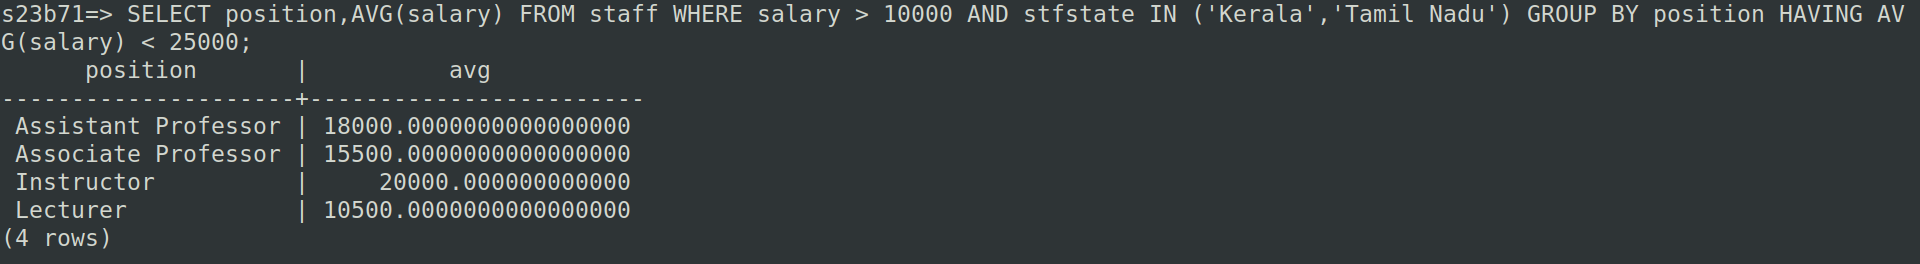 s23b71=> SELECT position,AVG(salary) FROM staff WHERE salary > 10000 AND stfstate IN ('Kerala','Tamil Nadu') GROUP BY position HAVING AV
G(salary) < 25000;
      position       |          avg
---------------------+------------------------
 Assistant Professor | 18000.0000000000000000
 Associate Professor | 15500.0000000000000000
 Instructor          |     20000.000000000000
 Lecturer            | 10500.0000000000000000
(4 rows)